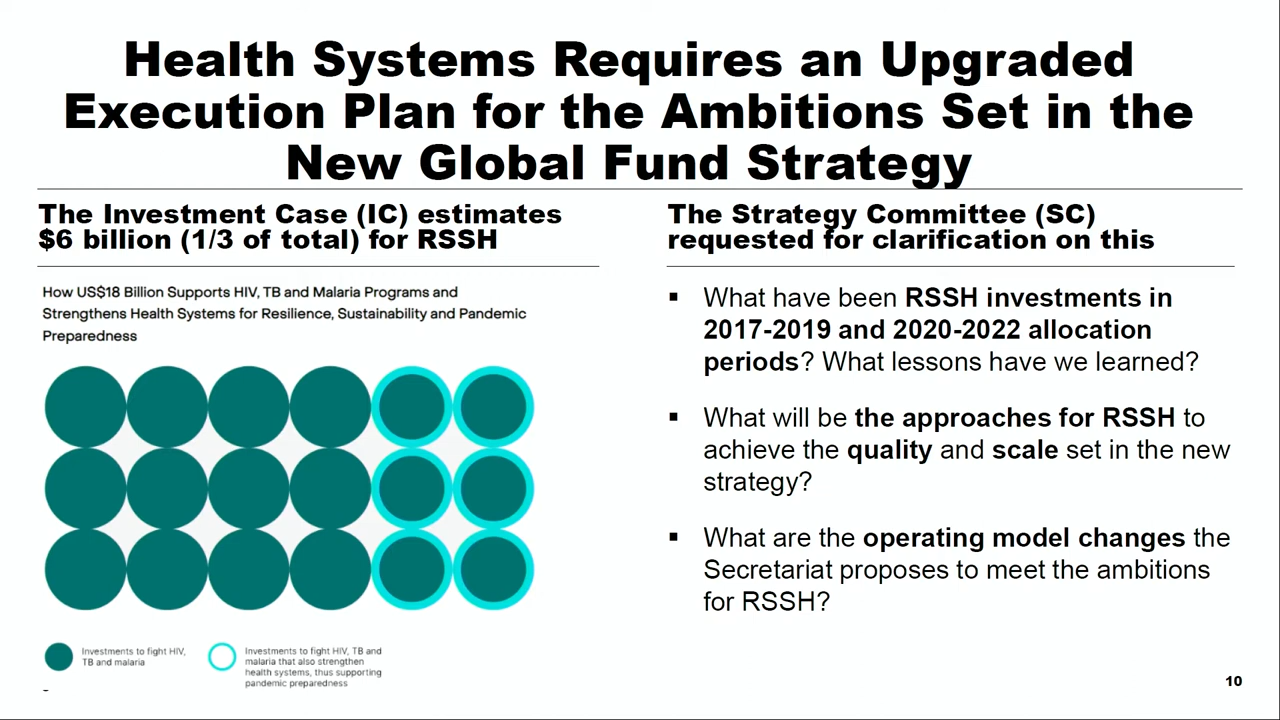 Health Systems Requires an Upgraded
Execution Plan for the Ambitions Set in the
New Global Fund Strategy
The Investment Case (IC) estimates
$6 billion (1/3 of total) for RSSH
How US$18 Billion Supports HIV, TB and Malaria Programs and
Strengthens Health Systems for Resilience, Sustainability and Pandemic
Preparedness
Investments to fight HIV,
TB and malaria
Investments to fight HIV, TB and
malaria that also strengthen
health systems, thus supporting
pandemic preparedness
The Strategy Committee (SC)
requested for clarification on this
▪ What have been RSSH investments in
2017-2019 and 2020-2022 allocation
periods? What lessons have we learned?
▪ What will be the approaches for RSSH to
achieve the quality and scale set in the new
strategy?
▪ What are the operating model changes the
Secretariat proposes to meet the ambitions
for RSSH?
10